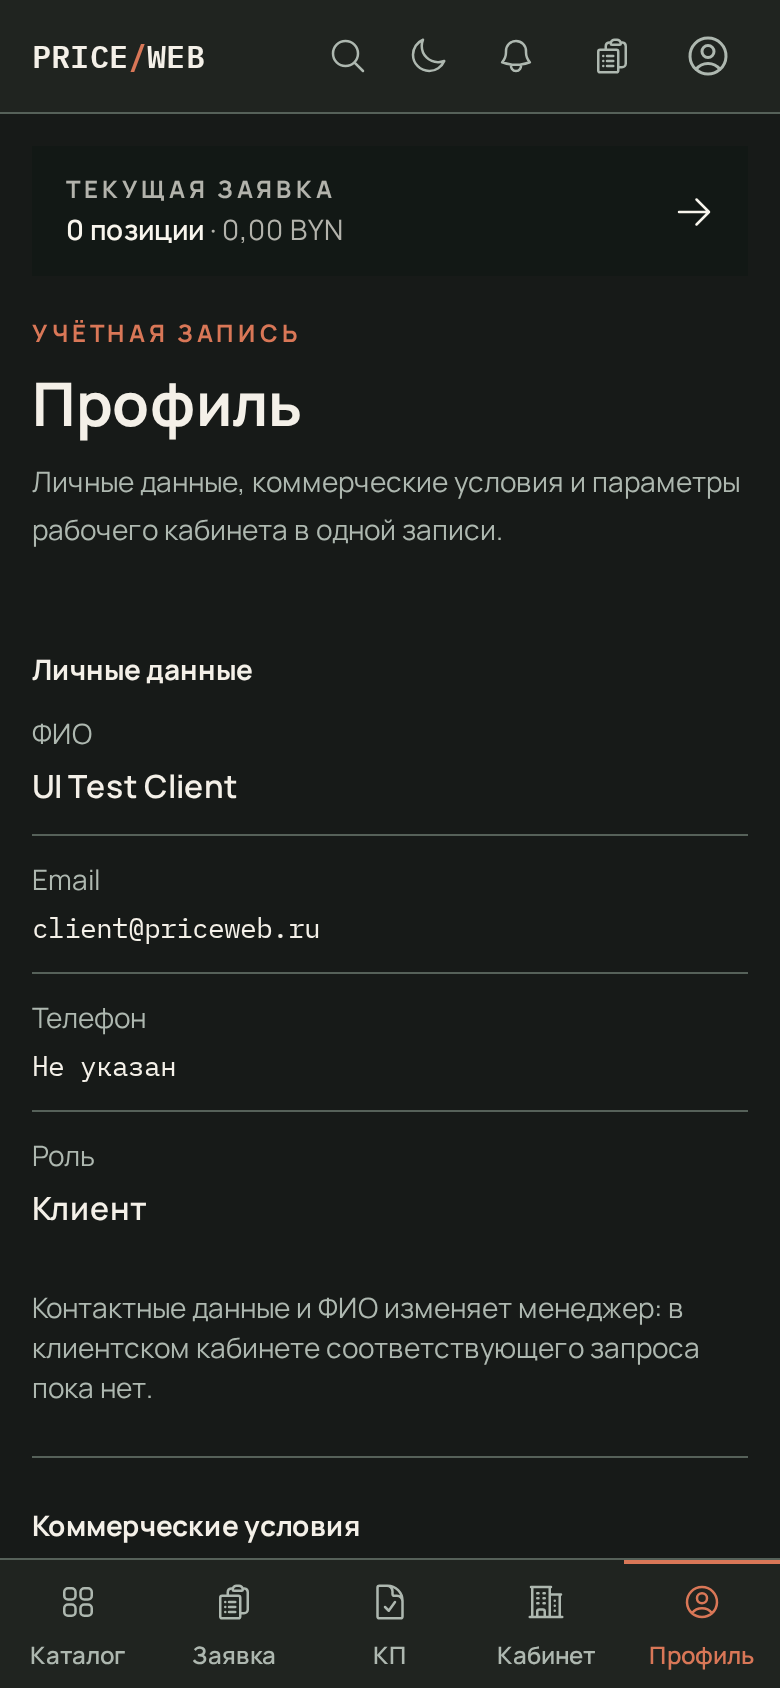 PRICE/WEB
ТЕКУЩАЯ ЗАЯВКА
0 позиции · 0,00 BYN
УЧЁТНАЯ ЗАПИСЬ
Профиль
Личные данные, коммерческие условия и параметры
рабочего кабинета в одной записи.
Личные данные
ФИО
UI Test Client
Email
client@priceweb.ru
Телефон
Не указан
Роль
Клиент
Контактные данные и ФИО изменяет менеджер: в
клиентском кабинете соответствующего запроса
пока нет.
Коммерческие условия
Каталог
Заявка
КП
Кабинет
Профиль